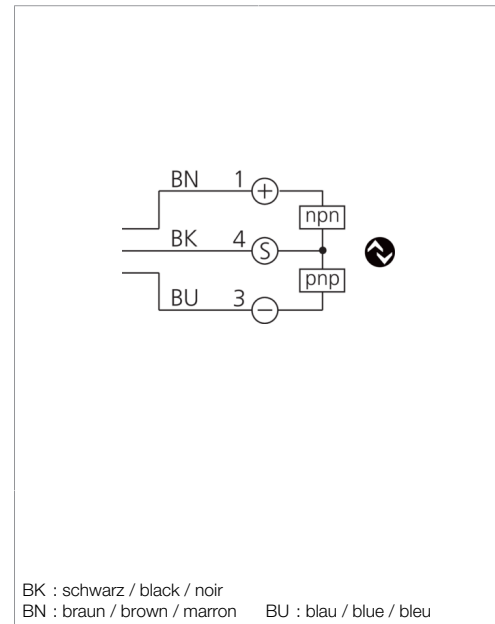 BN 1 +
npn
BK 4 S
pnp
BU 3 −
BK : schwarz / black / noir
BN : braun / brown / marron BU : blau / blue / bleu